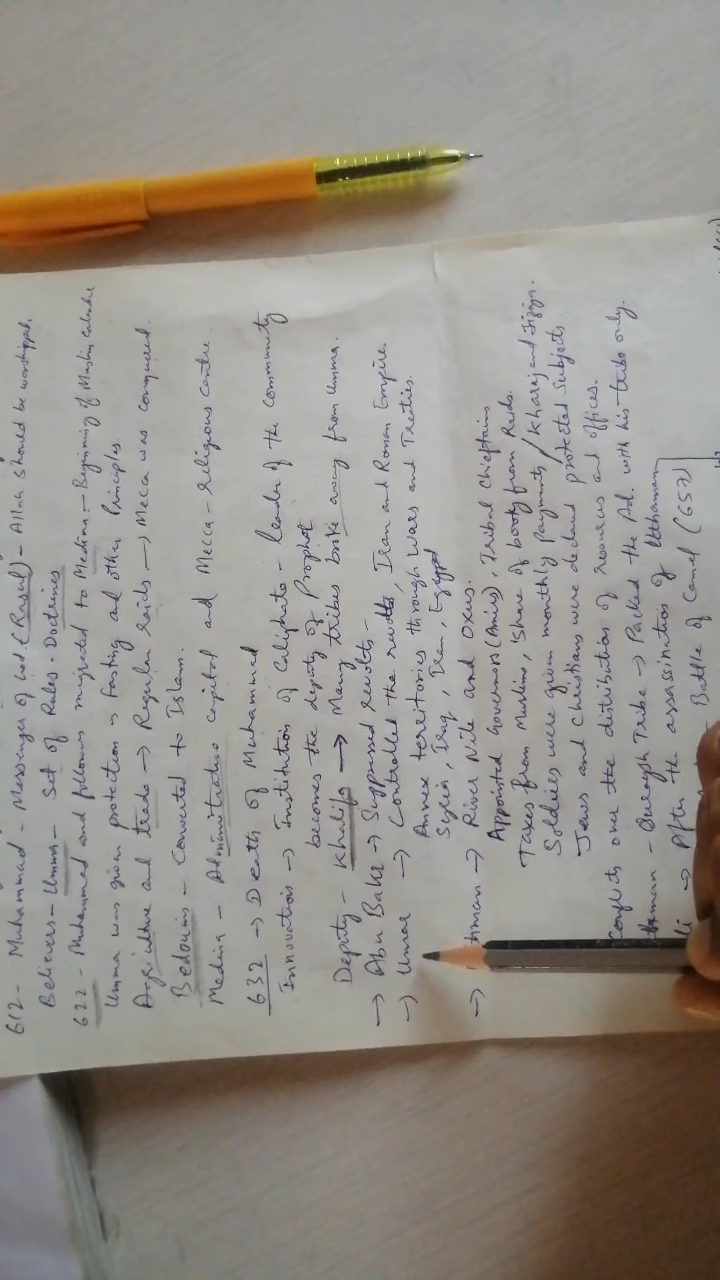 612 - Muhammad - Messenger of God (Rasul) - Allah should be worshipped.
Believers - Umma - Set of Rules - Doctrines
622 - Muhammed and followers migrated to Medina - Beginning of Muslim
Umma was given protection → Fasting and other Principles.
Agriculture and trade → Regular raids → Mecca was conquered
Bedouins - Converted to Islam.
Medina - Administrative capital and Mecca - Religious Centre
632 → Death of Muhammed
Innovation → Institution of Caliphate - leader of the community
becomes the deputy of Prophet
Deputy - Khalifa → Many tribes broke away from Umma.
→ Abu Bakr → Suppressed Revolts -
→ Umar → Controlled the revolts, Iran and Roman Empire.
Annex territories through Wars and Treaties.
Syria, Iraq, Iran, Egypt
→ River Nile and Oxus.
Appointed Governors (Amirs), Tribal Chieftains
Taxes from Muslims, Share of booty from Raids.
Soldiers were given monthly payments / Kharaj and Jizya.
Jews and Christians were declared protected Subjects
Conflicts over the distribution of resources and offices.
Quraysh Tribe → Packed the Ad. with his tribe only.
→ After the assassination of Uthaman
Battle of Camel (657)